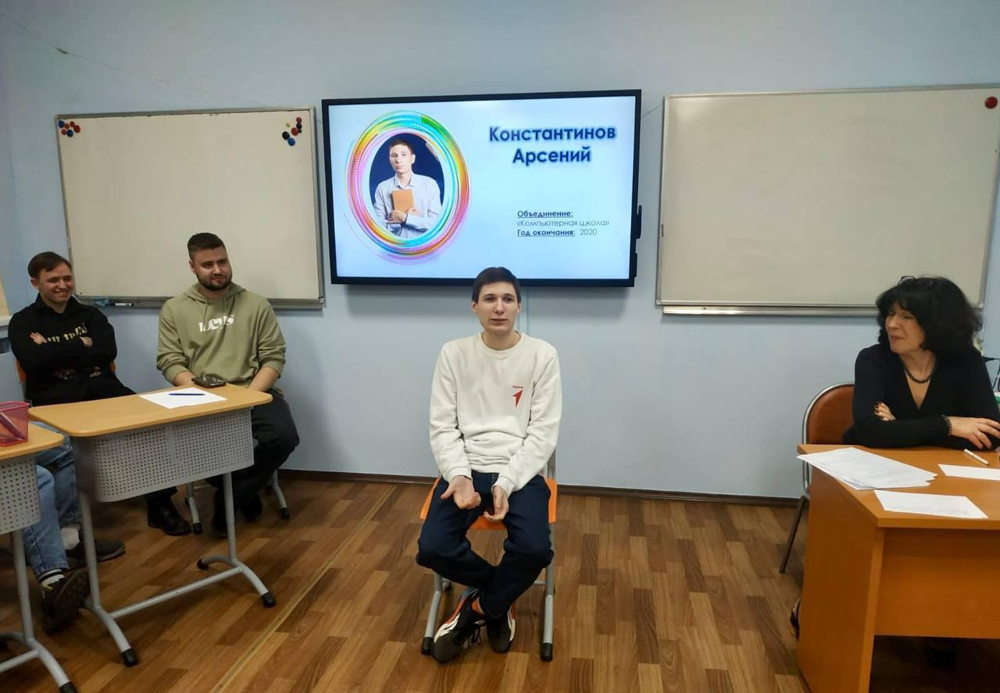 Константинов
Арсений
Объединение:
«Компьютерная школа»
Год окончания: 2020